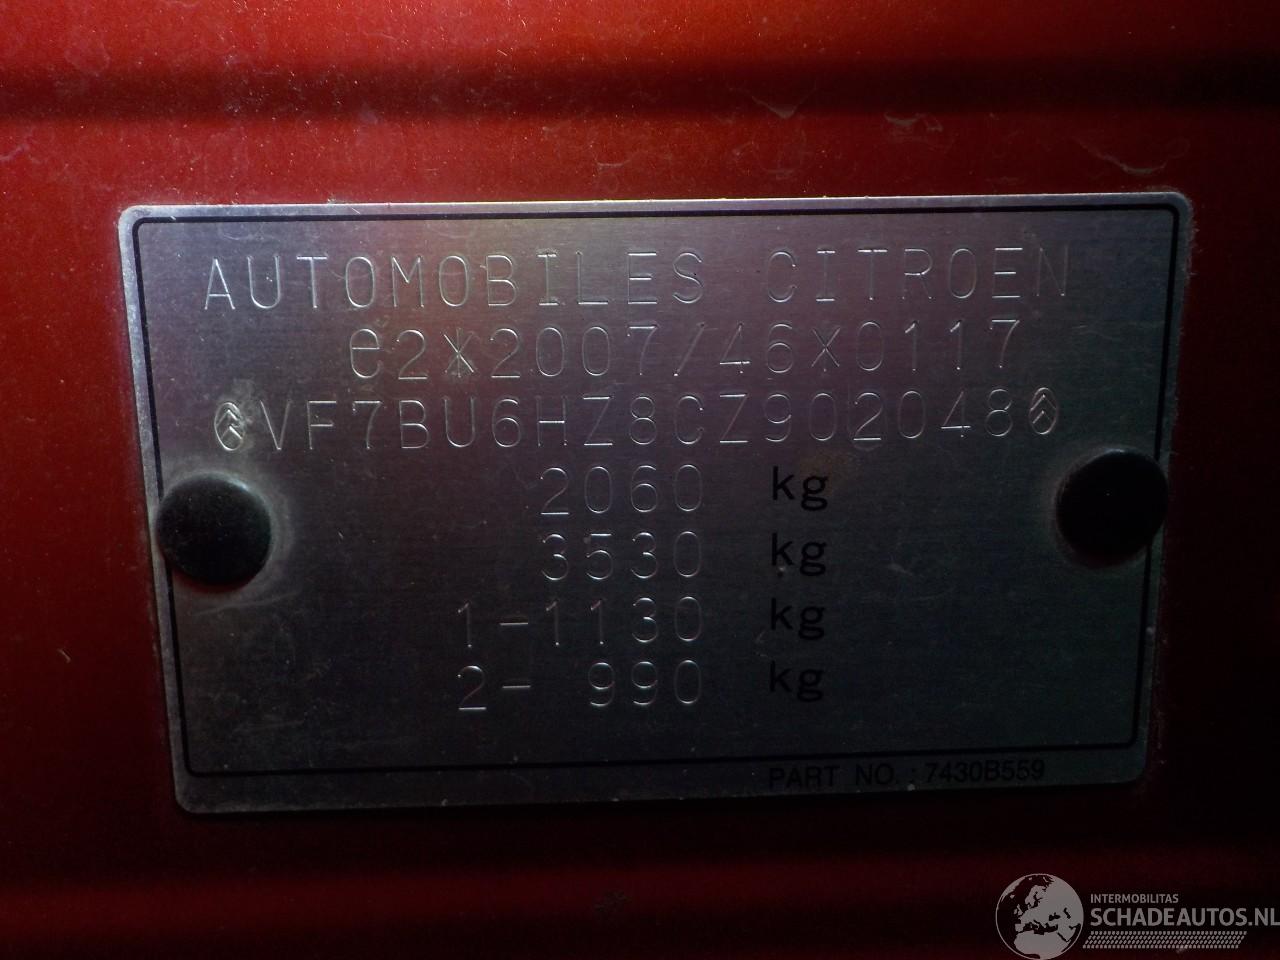 AUTOMOBILES CITROEN
e2*2007/46*0117
VF7BU6HZ8CZ902048
2060 kg
3530 kg
1-1130 kg
2- 990 kg
PART NO. : 7430B559
INTERMOBILITAS
SCHADEAUTOS.NL